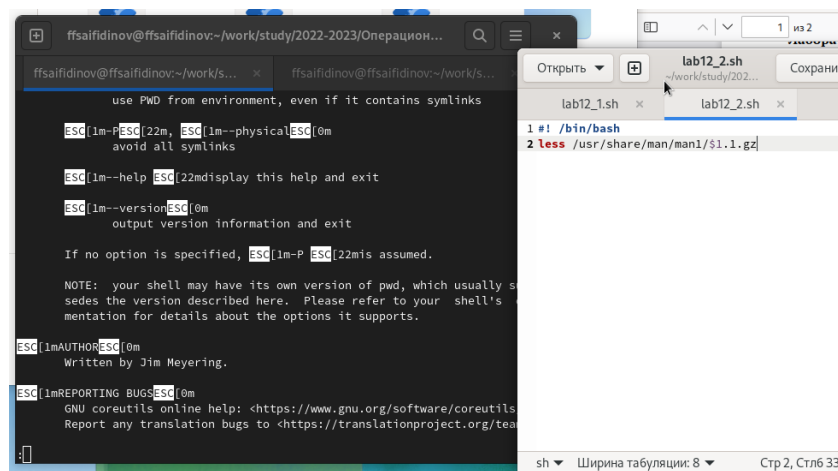 ffsaifidinov@ffsaifidinov:~/work/study/2022-2023/Операцион...
ffsaifidinov@ffsaifidinov:~/work/s...
ffsaifidinov@ffsaifidinov:~/work/s...
use PWD from environment, even if it contains symlinks
ESC[1m-PESC[22m, ESC[1m--physicalESC[0m
avoid all symlinks
ESC[1m--help ESC[22mdisplay this help and exit
ESC[1m--versionESC[0m
output version information and exit
If no option is specified, ESC[1m-P ESC[22mis assumed.
NOTE:  your shell may have its own version of pwd, which usually
sedes the version described here.  Please refer to your  shell's
mentation for details about the options it supports.
ESC[1mAUTHORESC[0m
Written by Jim Meyering.
ESC[1mREPORTING BUGSESC[0m
GNU coreutils online help: <https://www.gnu.org/software/coreutils
Report any translation bugs to <https://translationproject.org/tea
:
1 из 2
Открыть
lab12_2.sh
~/work/study/202...
Сохрани
lab12_1.sh
lab12_2.sh
1 #! /bin/bash
2 less /usr/share/man/man1/$1.1.gz
sh
Ширина табуляции: 8
Стр 2, Стлб 33